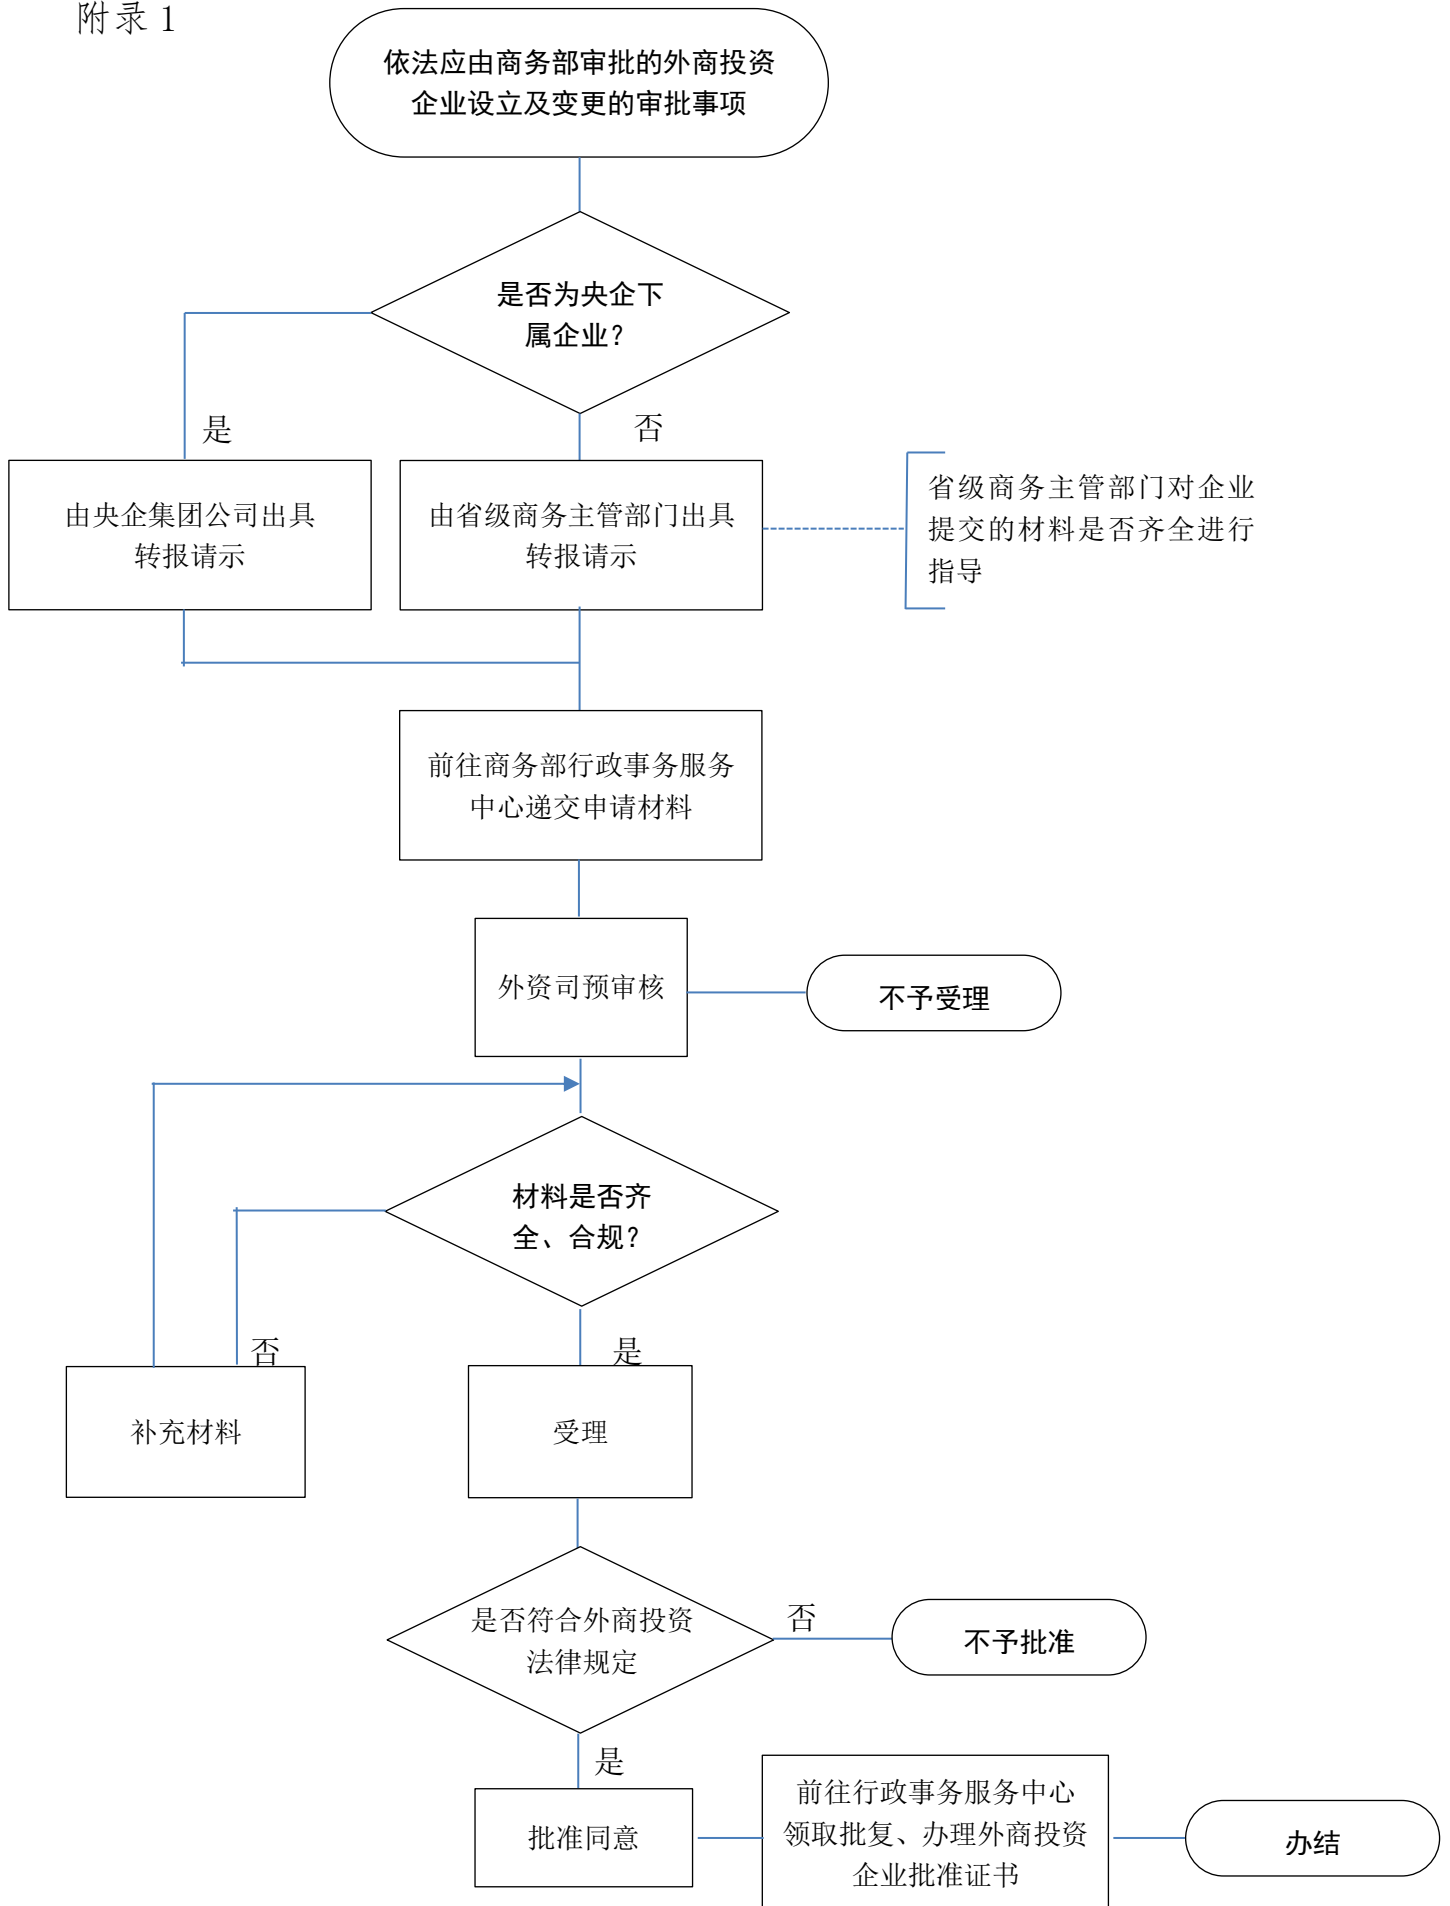 附录 1
依法应由商务部审批的外商投资
企业设立及变更的审批事项
是否为央企下
属企业？
是
否
由央企集团公司出具
转报请示
由省级商务主管部门出具
转报请示
省级商务主管部门对企业
提交的材料是否齐全进行
指导
前往商务部行政事务服务
中心递交申请材料
外资司预审核
不予受理
材料是否齐
全、合规？
否
是
补充材料
受理
是否符合外商投资
法律规定
否
不予批准
是
批准同意
前往行政事务服务中心
领取批复、办理外商投资
企业批准证书
办结